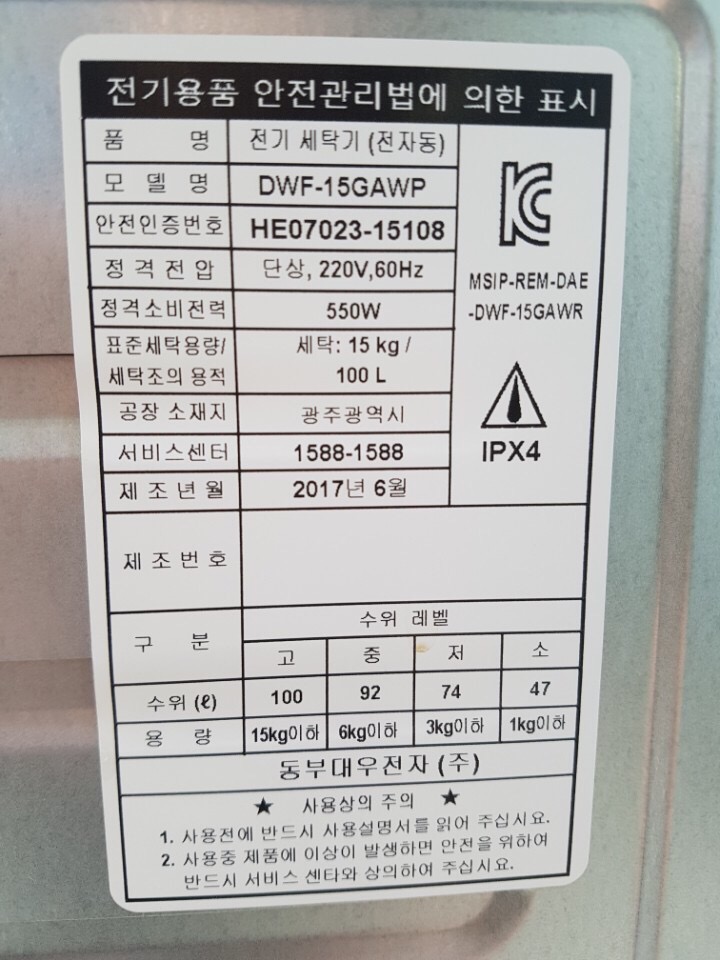 전기용품 안전관리법에 의한 표시
품 명 전기 세탁기 (전자동)
모 델 명 DWF-15GAWP
안전인증번호 HE07023-15108
정 격 전 압 단상, 220V,60Hz
정격소비전력 550W
표준세탁용량/ 세탁: 15 kg /
세탁조의 용적 100 L
공장 소재지 광주광역시
서비스센터 1588-1588
제 조 년 월 2017년 6월
KC
MSIP-REM-DAE
-DWF-15GAWR
IPX4
제 조 번 호
구 분 수위 레벨
고 중 저 소
수위 (ℓ) 100 92 74 47
용 량 15kg이하 6kg이하 3kg이하 1kg이하
동부대우전자 (주)
★ 사용상의 주의 ★
1. 사용전에 반드시 사용설명서를 읽어 주십시요.
2. 사용중 제품에 이상이 발생하면 안전을 위하여
반드시 서비스 센타와 상의하여 주십시요.